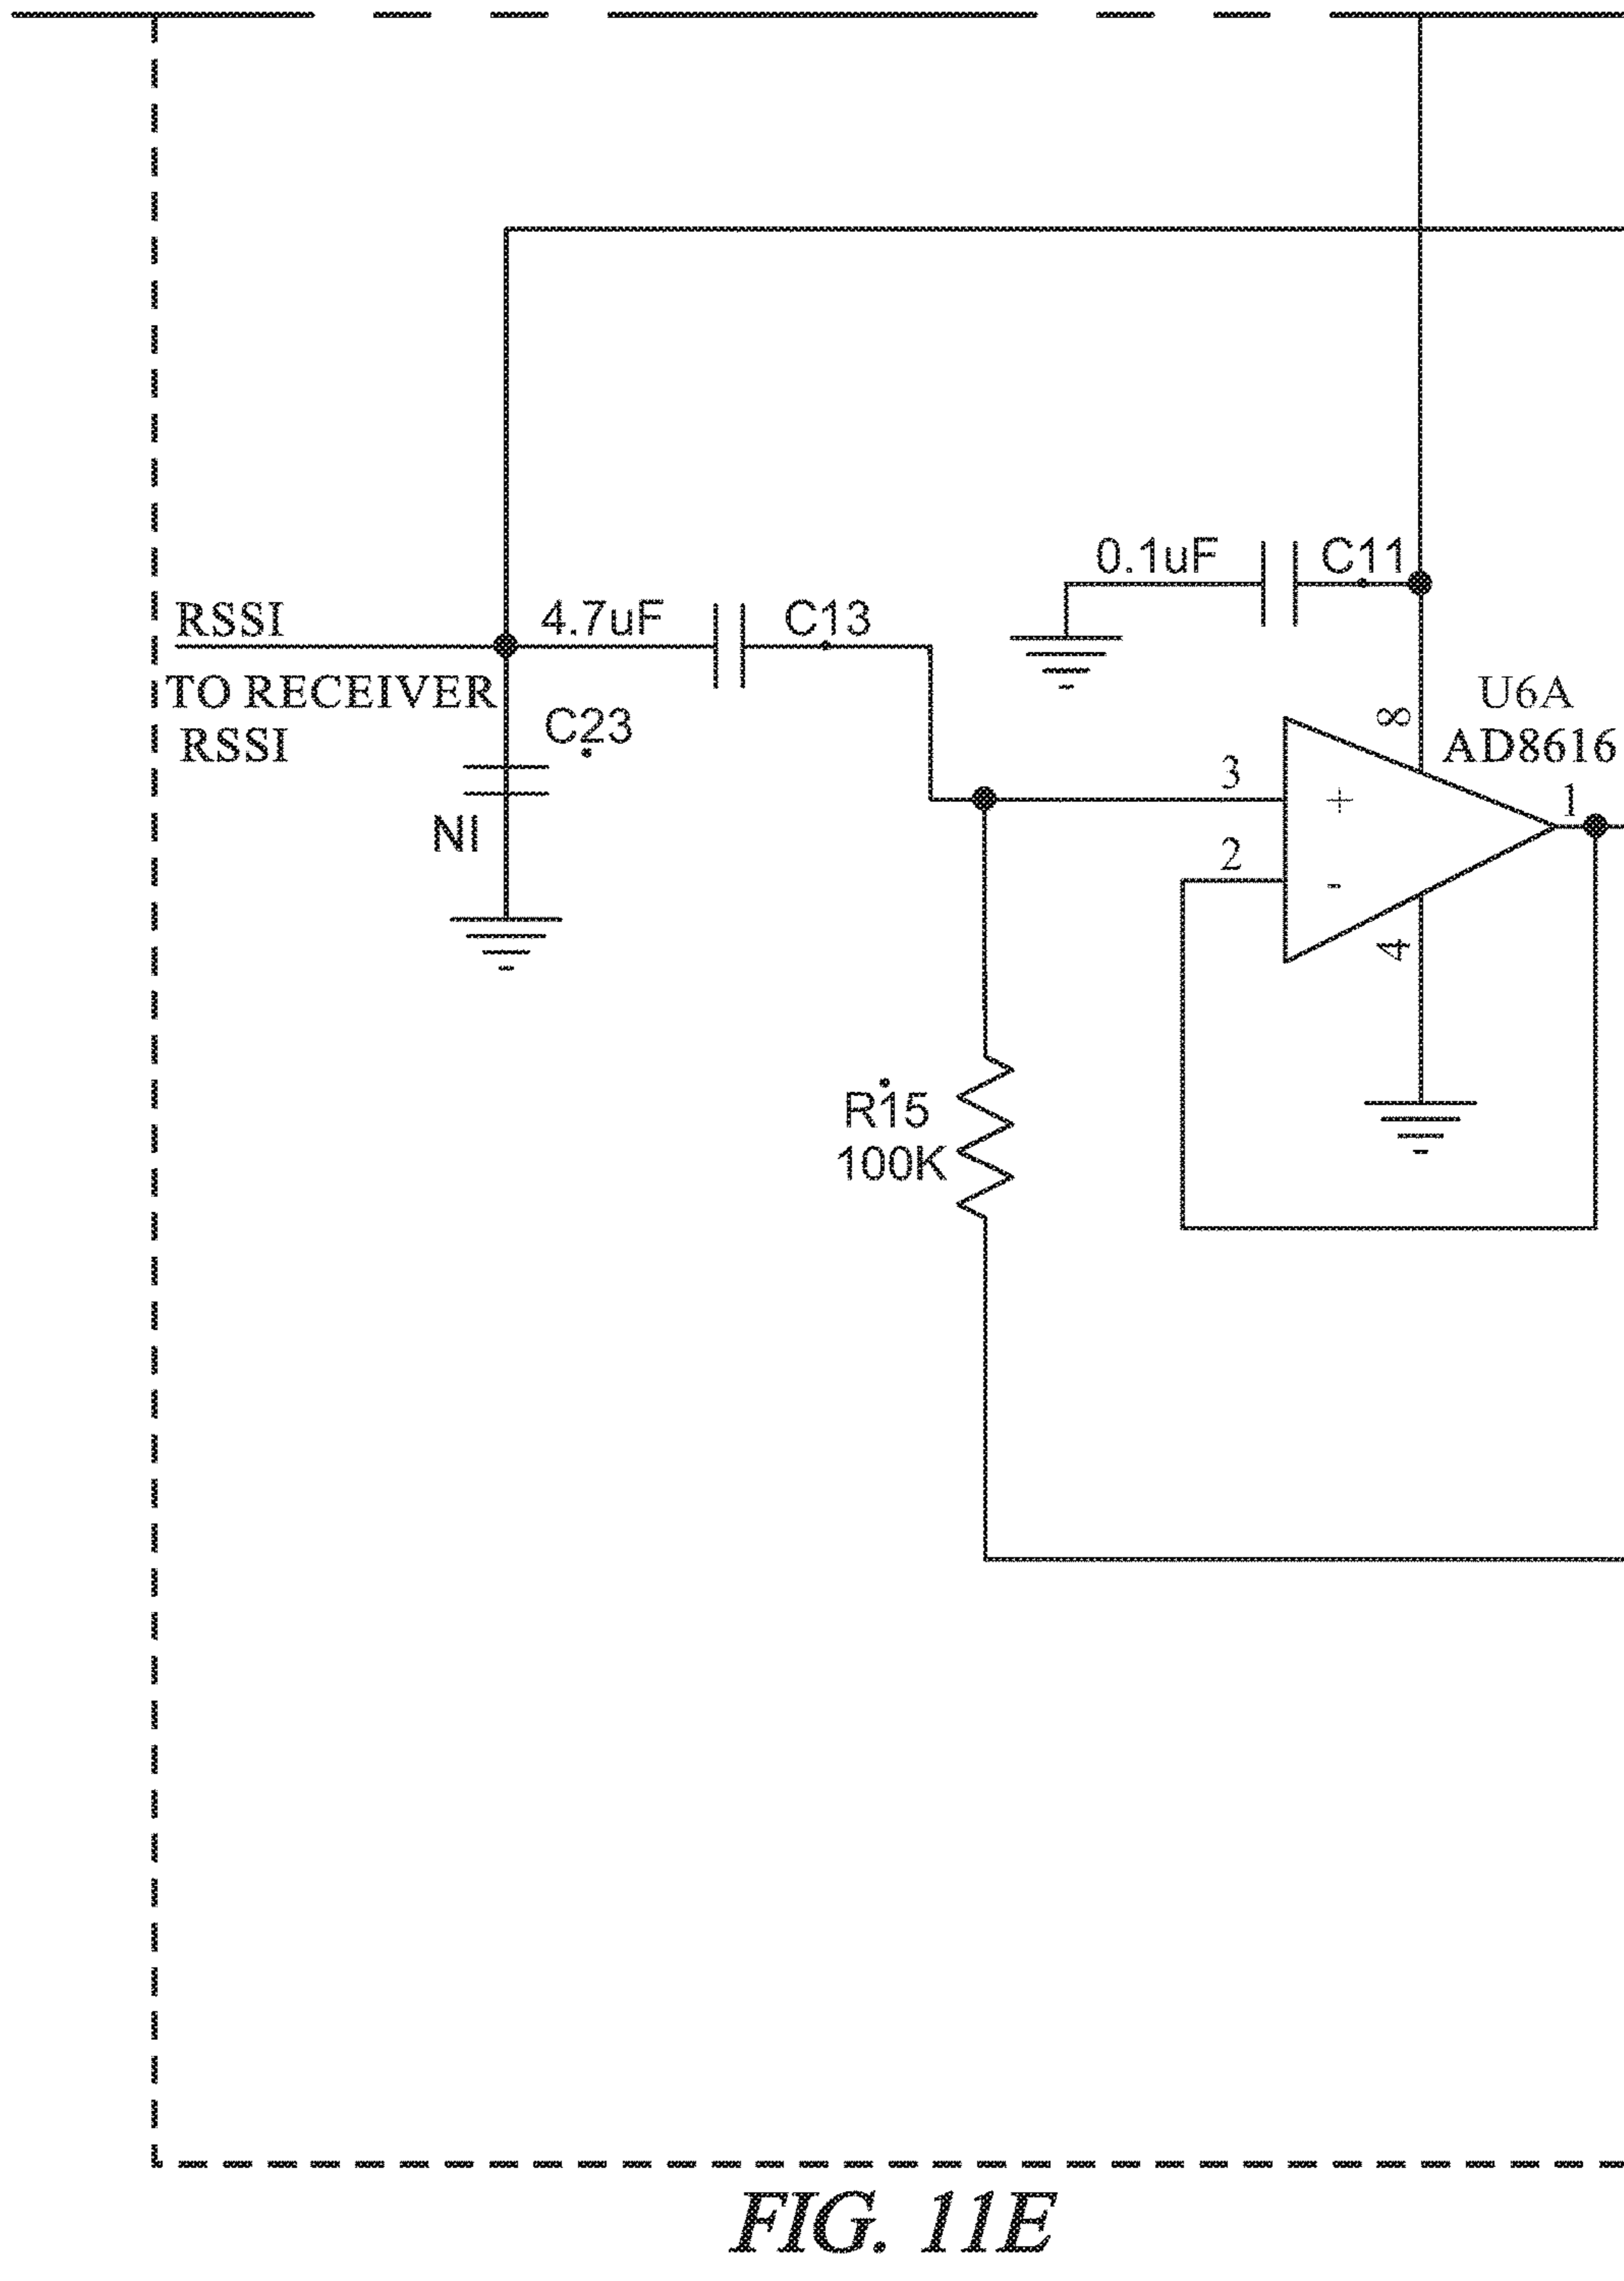 0.1uF C11
RSSI
4.7uF C13
TO RECEIVER
RSSI
C23
NI
U6A
AD8616
8
3
+
1
2
-
4
R15
100K
FIG. 11E